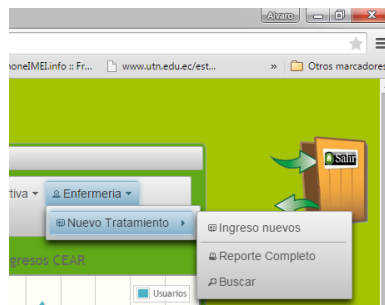 Alvaro
oneIMEI.info :: Fr...
www.utn.edu.ec/est...
»
Otros marcadores
Salir
tiva
Enfermeria
Nuevo Tratamiento
Ingreso nuevos
gresos CEAR
Reporte Completo
Usuarios
Buscar